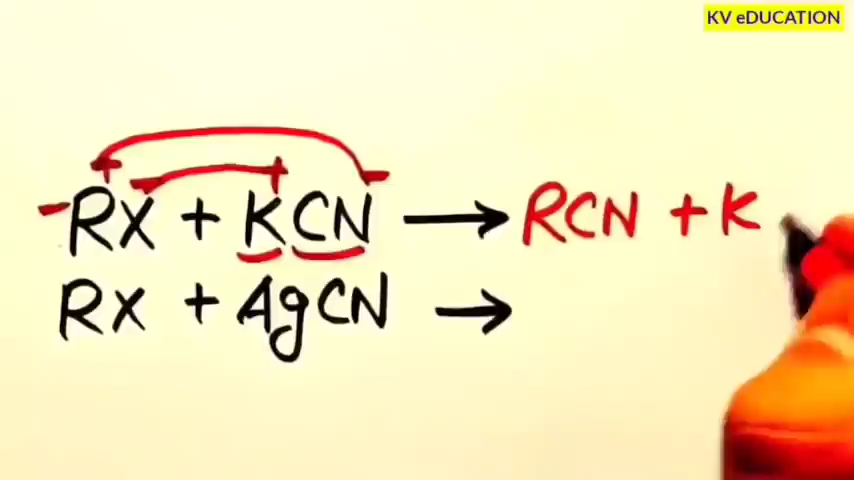 KV eDUCATION
RX + KCN → RCN + K
RX + AgCN →